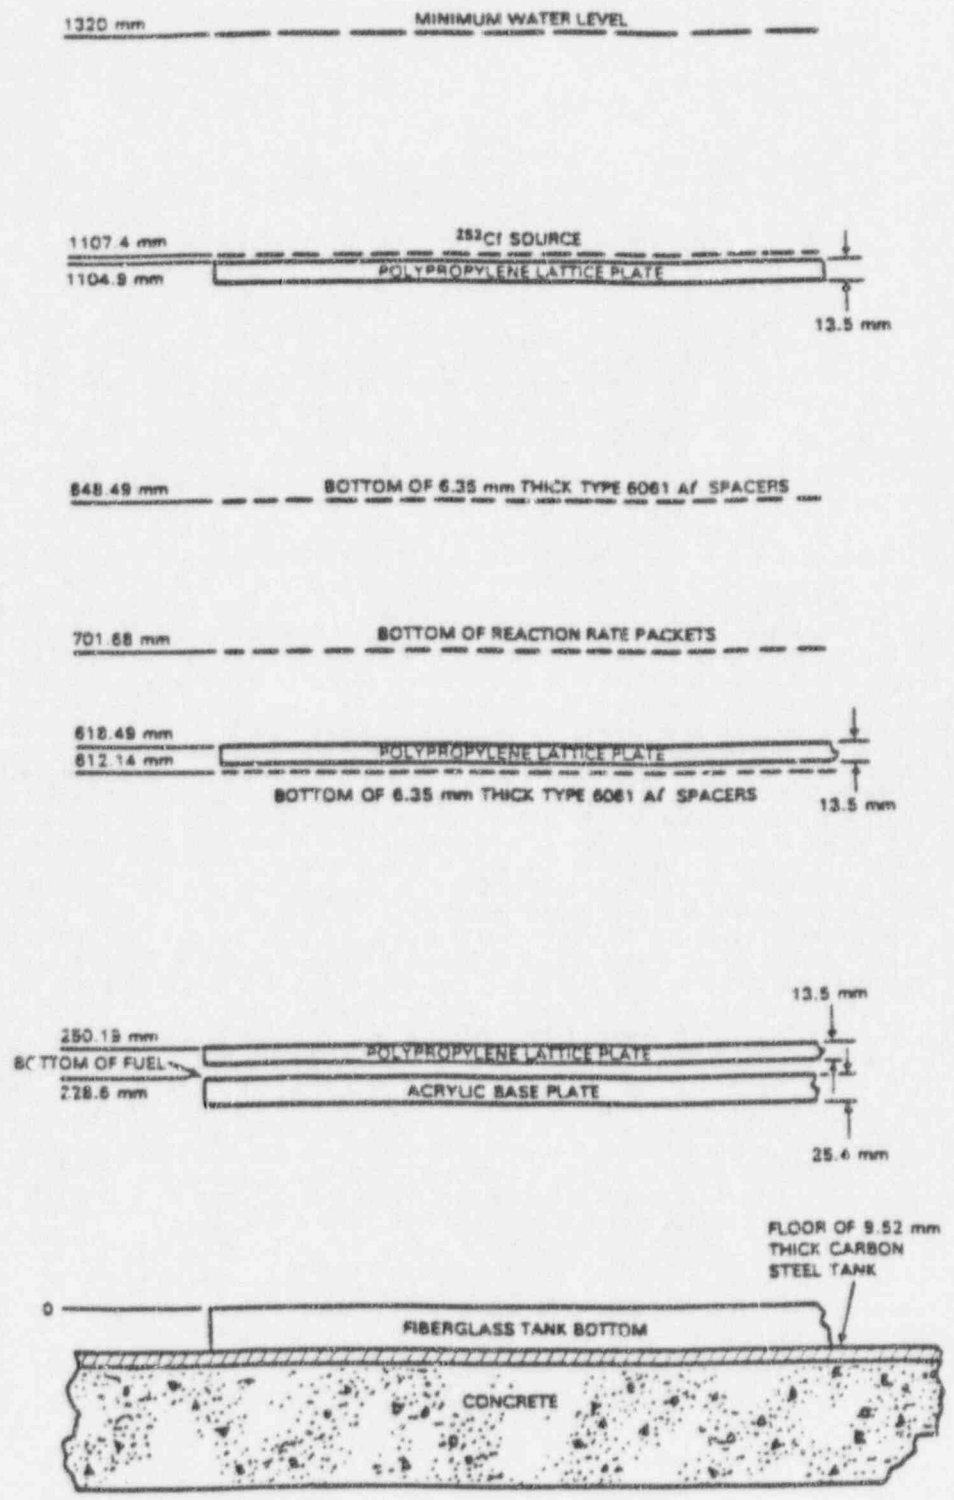 1320 mm
MINIMUM WATER LEVEL
1107.4 mm
²⁵²Cf SOURCE
POLYPROPYLENE LATTICE PLATE
1104.9 mm
13.5 mm
848.49 mm
BOTTOM OF 6.35 mm THICK TYPE 6061 Aℓ SPACERS
701.68 mm
BOTTOM OF REACTION RATE PACKETS
618.49 mm
POLYPROPYLENE LATTICE PLATE
612.14 mm
BOTTOM OF 6.35 mm THICK TYPE 6061 Aℓ SPACERS
13.5 mm
13.5 mm
250.19 mm
POLYPROPYLENE LATTICE PLATE
BOTTOM OF FUEL
228.6 mm
ACRYLIC BASE PLATE
25.4 mm
FLOOR OF 9.52 mm
THICK CARBON
STEEL TANK
0
FIBERGLASS TANK BOTTOM
CONCRETE